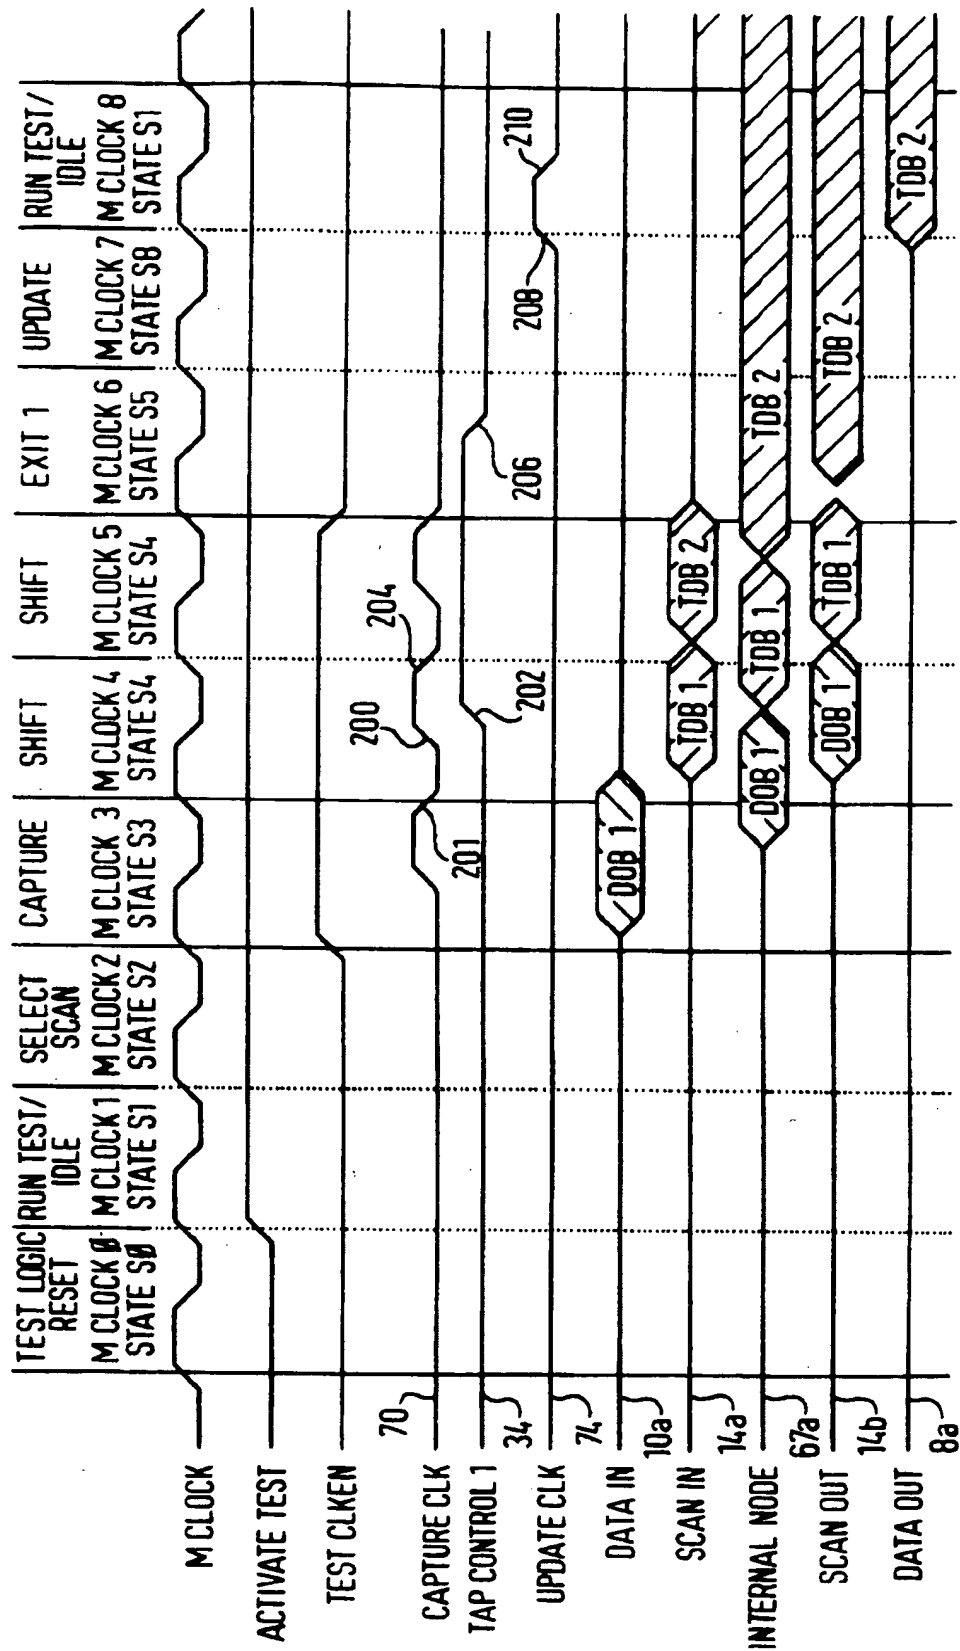 TEST LOGIC
RESET
M CLOCK 0
STATE S0
RUN TEST/
IDLE
M CLOCK 1
STATE S1
SELECT
SCAN
M CLOCK 2
STATE S2
CAPTURE
M CLOCK 3
STATE S3
SHIFT
M CLOCK 4
STATE S4
SHIFT
M CLOCK 5
STATE S4
EXIT 1
M CLOCK 6
STATE S5
UPDATE
M CLOCK 7
STATE S8
RUN TEST/
IDLE
M CLOCK 8
STATE S1
M CLOCK
ACTIVATE TEST
TEST CLKEN
CAPTURE CLK
70
201
200
204
TAP CONTROL 1
34
202
206
UPDATE CLK
74
208
210
DATA IN
10a
DOB 1
SCAN IN
14a
TDB 1
TDB 2
INTERNAL NODE
67a
DOB 1
TDB 1
TDB 2
SCAN OUT
14b
DOB 1
TDB 1
TDB 2
DATA OUT
8a
TDB 2